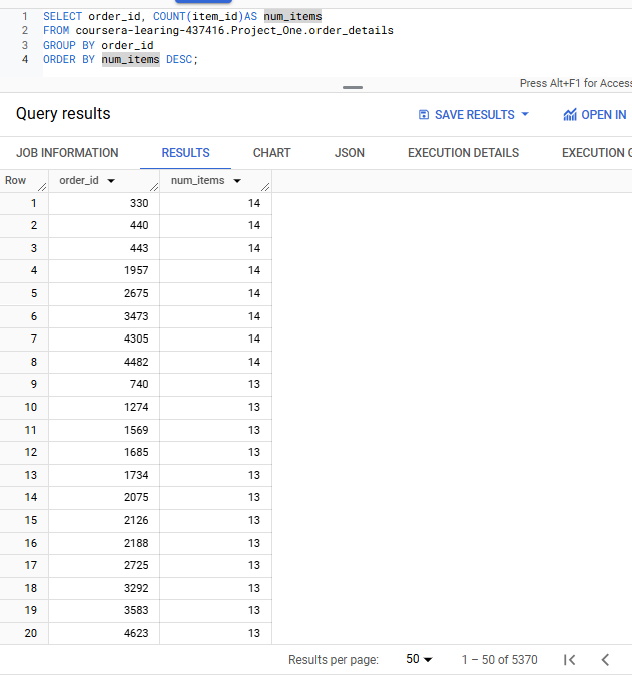 1 SELECT order_id, COUNT(item_id)AS num_items
2 FROM coursera-learing-437416.Project_One.order_details
3 GROUP BY order_id
4 ORDER BY num_items DESC;
Press Alt+F1 for Access
Query results
SAVE RESULTS
OPEN IN
JOB INFORMATION RESULTS CHART JSON EXECUTION DETAILS EXECUTION G
Row order_id num_items
1 330 14
2 440 14
3 443 14
4 1957 14
5 2675 14
6 3473 14
7 4305 14
8 4482 14
9 740 13
10 1274 13
11 1569 13
12 1685 13
13 1734 13
14 2075 13
15 2126 13
16 2188 13
17 2725 13
18 3292 13
19 3583 13
20 4623 13
Results per page: 50 1 – 50 of 5370